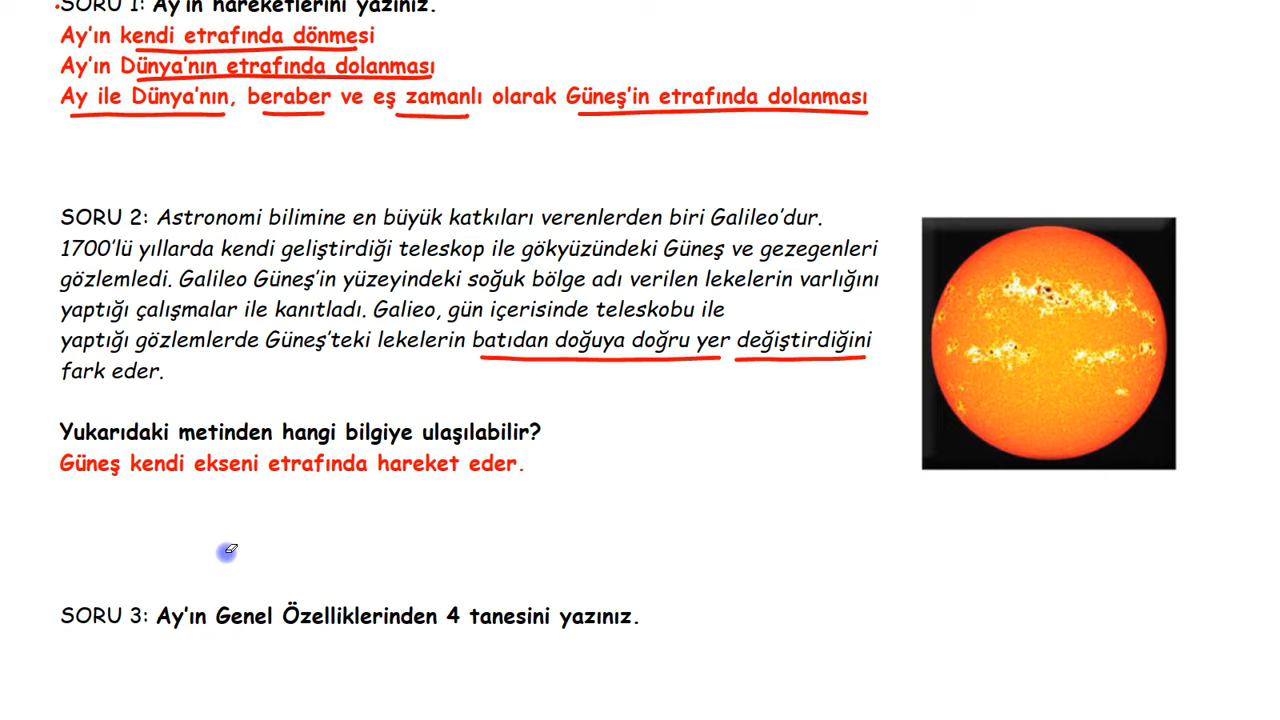 SORU 1: Ay'ın hareketlerini yazınız.
Ay'ın kendi etrafında dönmesi
Ay'ın Dünya'nın etrafında dolanması
Ay ile Dünya'nın, beraber ve eş zamanlı olarak Güneş'in etrafında dolanması
SORU 2: Astronomi bilimine en büyük katkıları verenlerden biri Galileo'dur.
1700'lü yıllarda kendi geliştirdiği teleskop ile gökyüzündeki Güneş ve gezegenleri
gözlemledi. Galileo Güneş'in yüzeyindeki soğuk bölge adı verilen lekelerin varlığını
yaptığı çalışmalar ile kanıtladı. Galieo, gün içerisinde teleskobu ile
yaptığı gözlemlerde Güneş'teki lekelerin batıdan doğuya doğru yer değiştirdiğini
fark eder.
Yukarıdaki metinden hangi bilgiye ulaşılabilir?
Güneş kendi ekseni etrafında hareket eder.
SORU 3: Ay'ın Genel Özelliklerinden 4 tanesini yazınız.